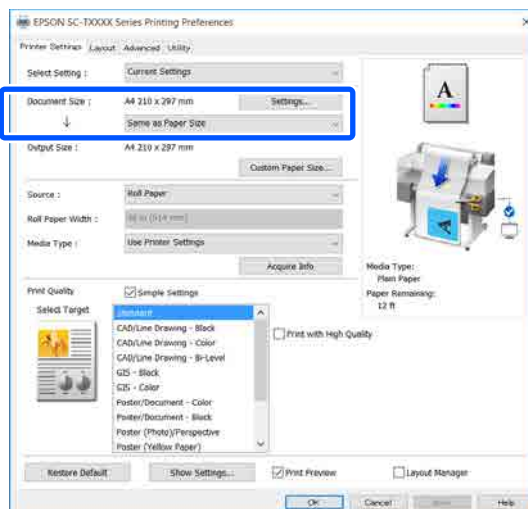 EPSON SC-TXXXX Series Printing Preferences
Printer Settings Layout Advanced Utility
Select Setting : Current Settings
Document Size : A4 210 x 297 mm Settings...
↓ Same as Paper Size
Output Size : A4 210 x 297 mm
Custom Paper Size...
Source : Roll Paper
Roll Paper Width :
Media Type : Use Printer Settings
Acquire Info
A
A
Media Type:
Plain Paper
Paper Remaining:
12 ft
Print Quality Simple Settings
Select Target
Standard
CAD/Line Drawing - Black
CAD/Line Drawing - Color
CAD/Line Drawing - Bi-Level
GIS - Black
GIS - Color
Poster/Document - Color
Poster/Document - Black
Poster (Photo)/Perspective
Poster (Yellow Paper)
Print with High Quality
Restore Default Show Settings... Print Preview Layout Manager
OK Cancel Help